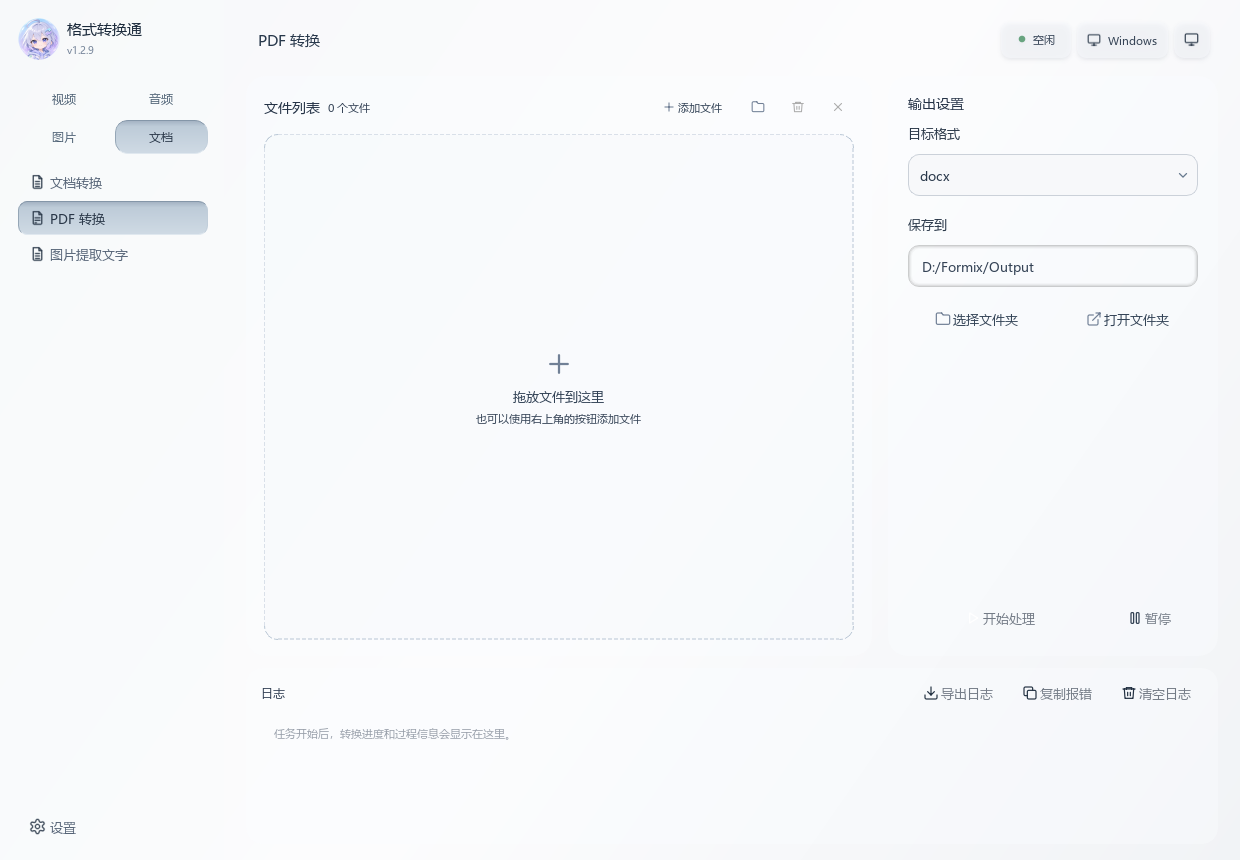 格式转换通
v1.2.9
视频
音频
图片
文档
文档转换
PDF 转换
图片提取文字
设置
PDF 转换
空闲
Windows
文件列表 0 个文件
添加文件
拖放文件到这里
也可以使用右上角的按钮添加文件
输出设置
目标格式
docx
保存到
D:/Formix/Output
选择文件夹
打开文件夹
开始处理
暂停
日志
导出日志
复制报错
清空日志
任务开始后，转换进度和过程信息会显示在这里。